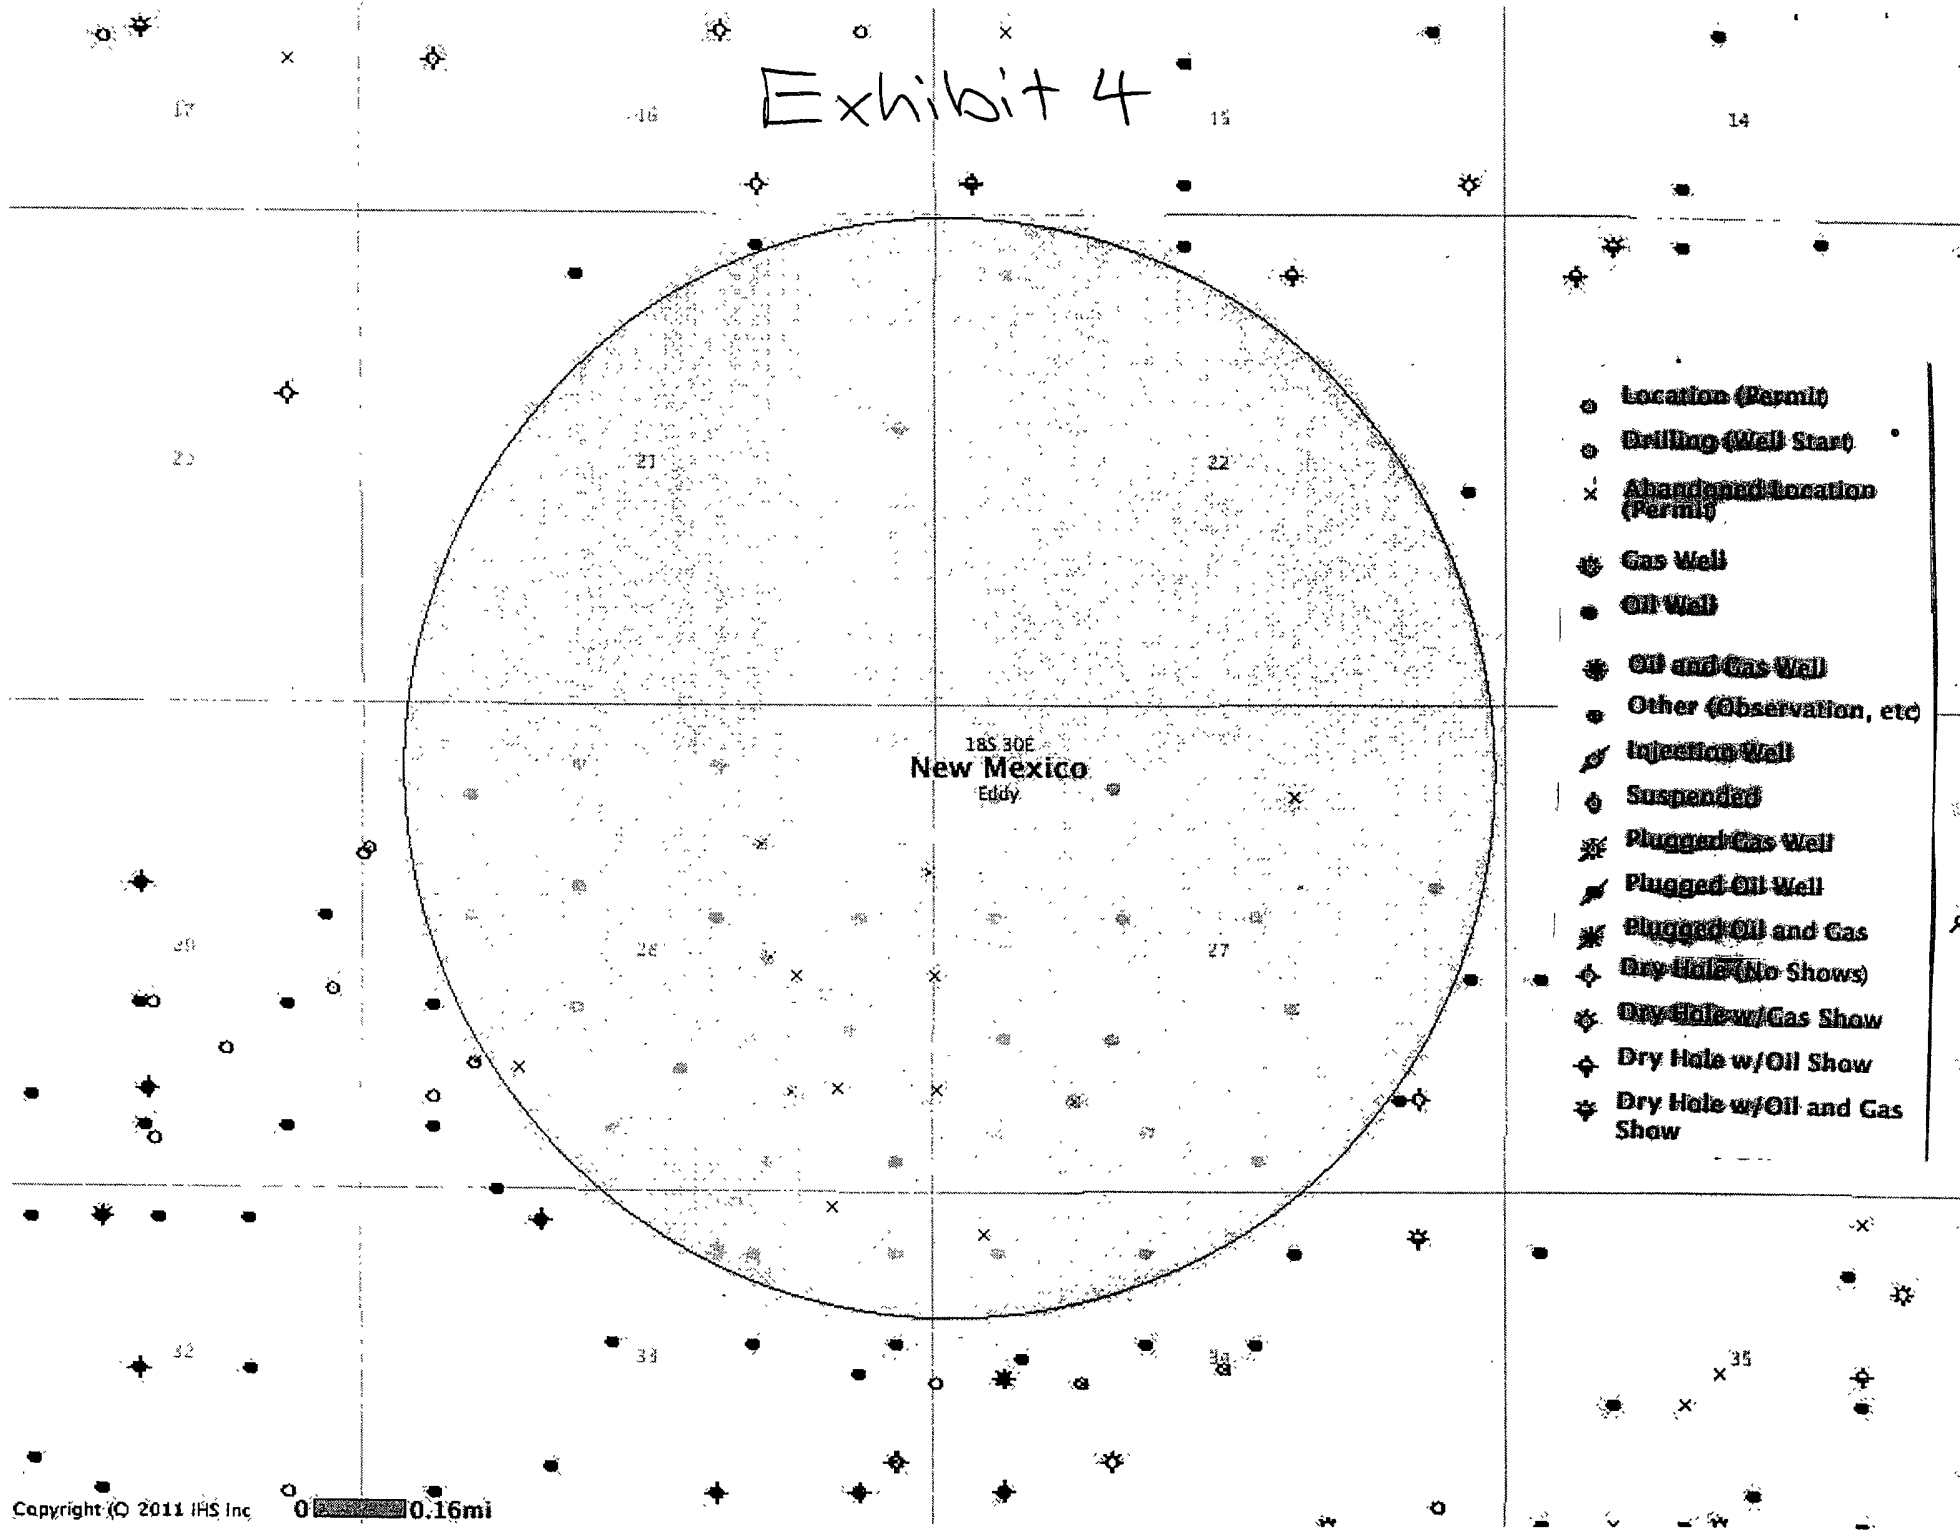 Exhibit 4
17
16
15
14
21
22
18S 30E
New Mexico
Eddy
27
32
33
35
Location (Permit)
Drilling (Well Start)
Abandoned Location
(Permit)
Gas Well
Oil Well
Oil and Gas Well
Other (Observation, etc)
Injection Well
Suspended
Plugged Gas Well
Plugged Oil Well
Plugged Oil and Gas
Dry Hole (No Shows)
Dry Hole w/Gas Show
Dry Hole w/Oil Show
Dry Hole w/Oil and Gas
Show
Copyright (C) 2011 IHS Inc
0 0.16mi